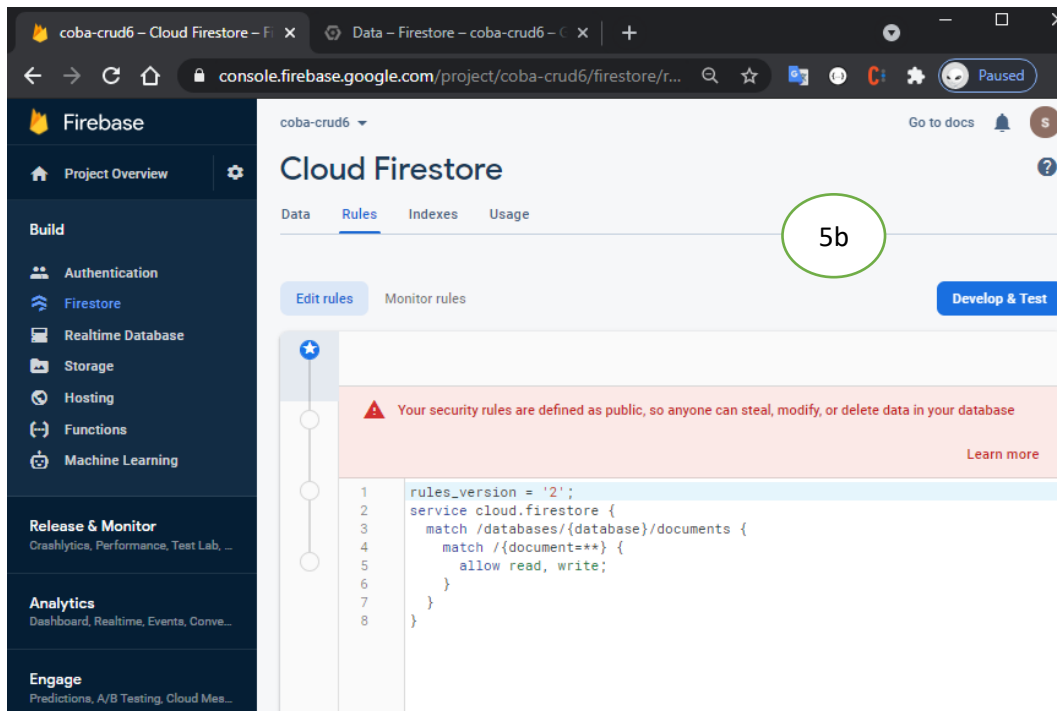 coba-crud6 – Cloud Firestore – Fi
Data – Firestore – coba-crud6 – G
console.firebase.google.com/project/coba-crud6/firestore/r...
Paused
Firebase
coba-crud6
Go to docs
S
Project Overview
Cloud Firestore
?
Data
Rules
Indexes
Usage
5b
Build
Authentication
Firestore
Realtime Database
Storage
Hosting
Functions
Machine Learning
Edit rules
Monitor rules
Develop & Test
Your security rules are defined as public, so anyone can steal, modify, or delete data in your database
Learn more
1 rules_version = '2';
2 service cloud.firestore {
3 match /databases/{database}/documents {
4 match /{document=**} {
5 allow read, write;
6 }
7 }
8 }
Release & Monitor
Crashlytics, Performance, Test Lab, ...
Analytics
Dashboard, Realtime, Events, Conve...
Engage
Predictions, A/B Testing, Cloud Mes...